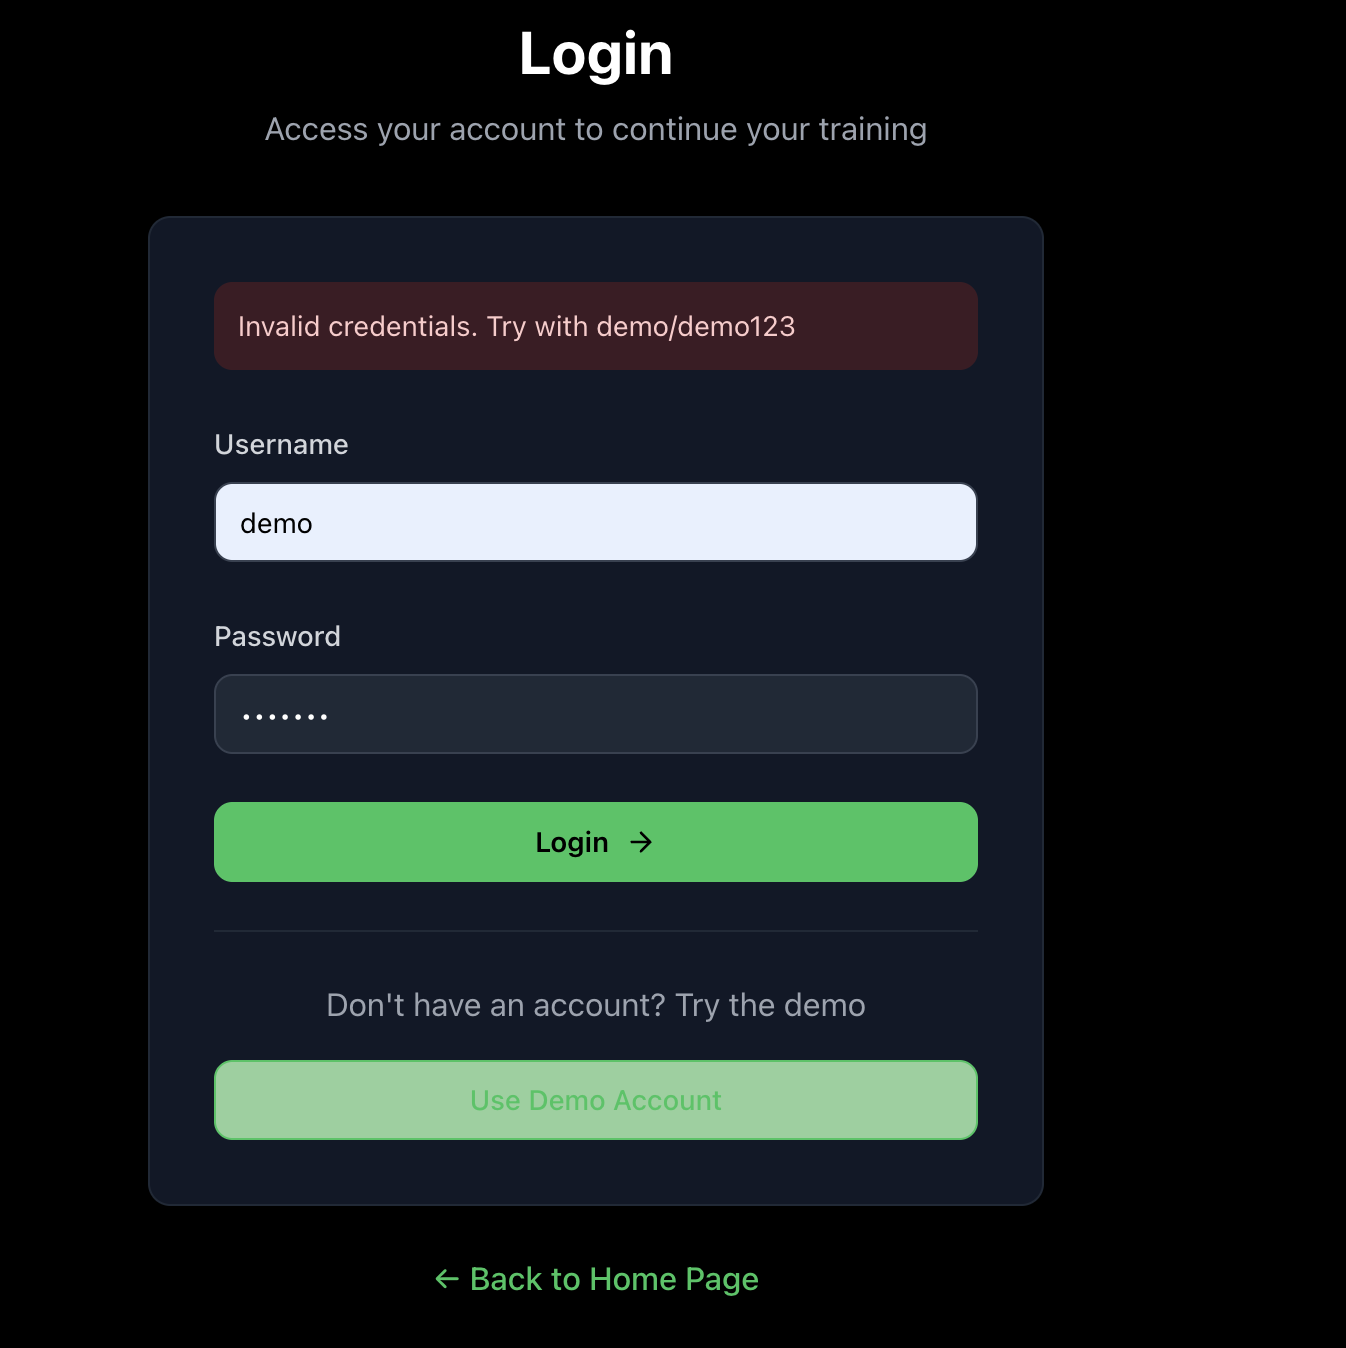 Login
Access your account to continue your training
Invalid credentials. Try with demo/demo123
Username
demo
Password
•••••••
Login →
Don't have an account? Try the demo
Use Demo Account
← Back to Home Page